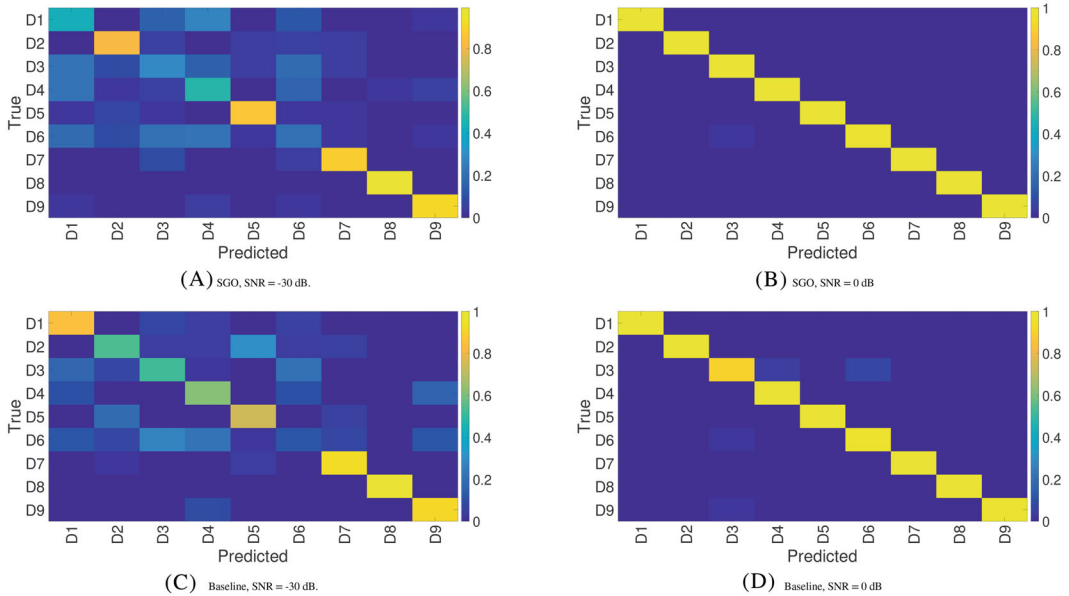 D1
D2
D3
D4
D5
D6
D7
D8
D9
True
D1 D2 D3 D4 D5 D6 D7 D8 D9
Predicted
0.8
0.6
0.4
0.2
0
(A) SGO, SNR = -30 dB.
D1
D2
D3
D4
D5
D6
D7
D8
D9
True
D1 D2 D3 D4 D5 D6 D7 D8 D9
Predicted
1
0.8
0.6
0.4
0.2
0
(B) SGO, SNR = 0 dB
D1
D2
D3
D4
D5
D6
D7
D8
D9
True
D1 D2 D3 D4 D5 D6 D7 D8 D9
Predicted
1
0.8
0.6
0.4
0.2
0
(C) Baseline, SNR = -30 dB.
D1
D2
D3
D4
D5
D6
D7
D8
D9
True
D1 D2 D3 D4 D5 D6 D7 D8 D9
Predicted
1
0.8
0.6
0.4
0.2
0
(D) Baseline, SNR = 0 dB